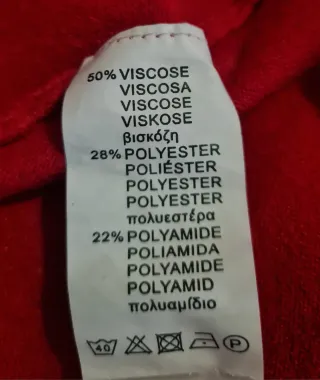 50% VISCOSE
VISCOSA
VISCOSE
VISKOSE
βισκόζη
28% POLYESTER
POLIÉSTER
POLYESTER
POLYESTER
πολυεστέρα
22% POLYAMIDE
POLIAMIDA
POLYAMIDE
POLYAMID
πολυαμίδιο
40 P